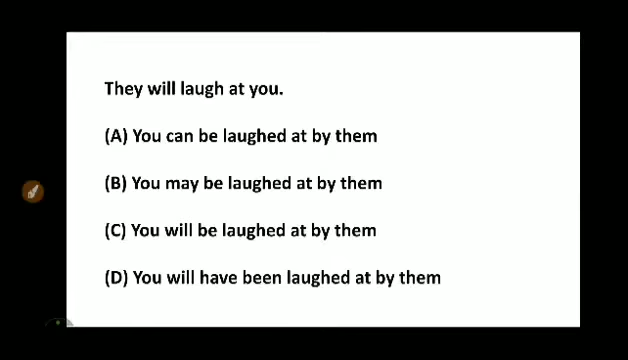 They will laugh at you.
(A) You can be laughed at by them
(B) You may be laughed at by them
(C) You will be laughed at by them
(D) You will have been laughed at by them